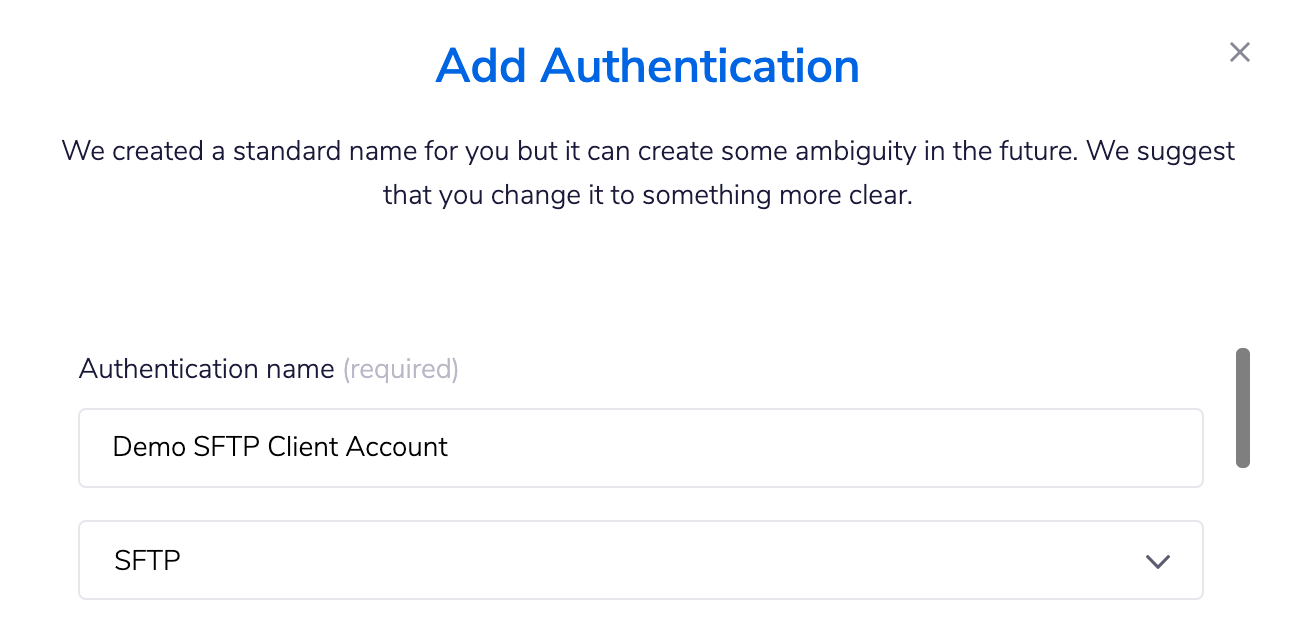 Add Authentication
We created a standard name for you but it can create some ambiguity in the future. We suggest
that you change it to something more clear.
Authentication name (required)
Demo SFTP Client Account
SFTP